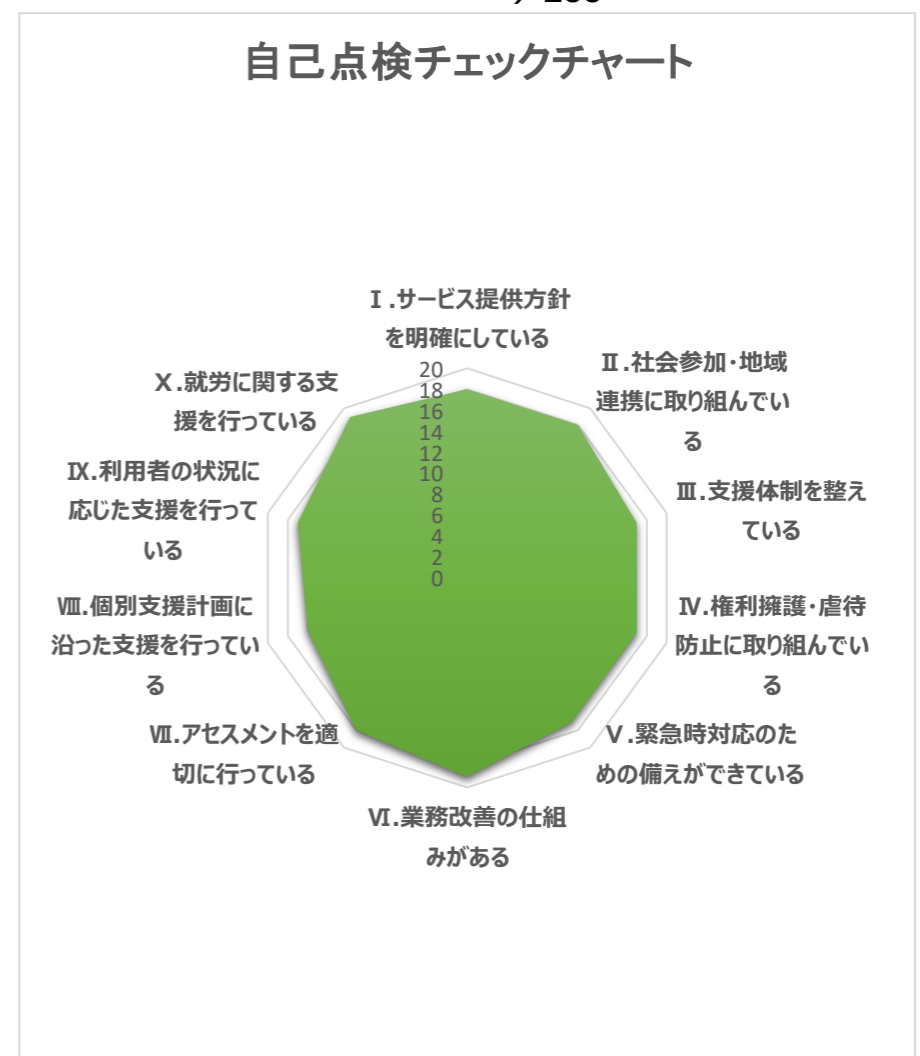 自己点検チェックチャート
Ⅰ.サービス提供方針
を明確にしている
Ⅱ.社会参加・地域
連携に取り組んでい
る
Ⅲ.支援体制を整え
ている
Ⅳ.権利擁護・虐待
防止に取り組んでい
る
Ⅴ.緊急時対応のた
めの備えができている
Ⅵ.業務改善の仕組
みがある
Ⅶ.アセスメントを適
切に行っている
Ⅷ.個別支援計画に
沿った支援を行ってい
る
Ⅸ.利用者の状況に
応じた支援を行って
いる
Ⅹ.就労に関する支
援を行っている
20
18
16
14
12
10
8
6
4
2
0